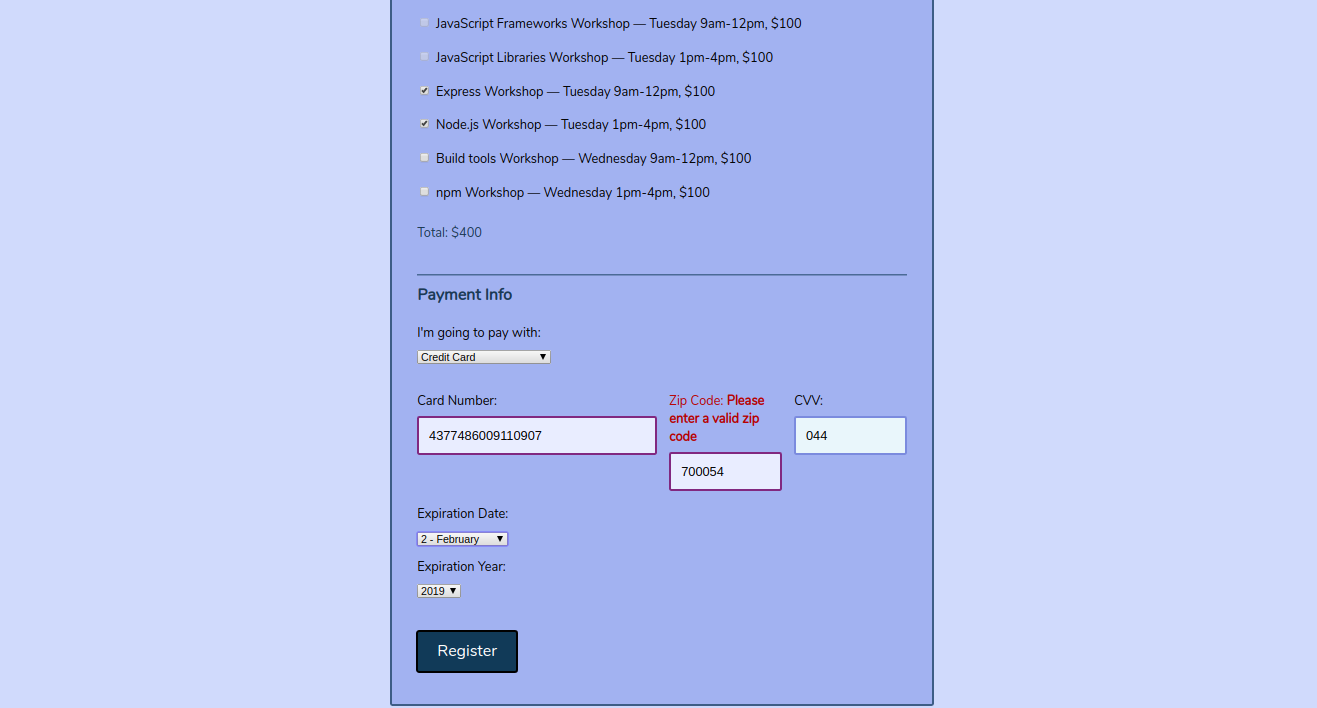 JavaScript Frameworks Workshop — Tuesday 9am-12pm, $100
JavaScript Libraries Workshop — Tuesday 1pm-4pm, $100
Express Workshop — Tuesday 9am-12pm, $100
Node.js Workshop — Tuesday 1pm-4pm, $100
Build tools Workshop — Wednesday 9am-12pm, $100
npm Workshop — Wednesday 1pm-4pm, $100
Total: $400
Payment Info
I'm going to pay with:
Credit Card
Card Number:
4377486009110907
Zip Code: Please
enter a valid zip
code
700054
CVV:
044
Expiration Date:
2 - February
Expiration Year:
2019
Register